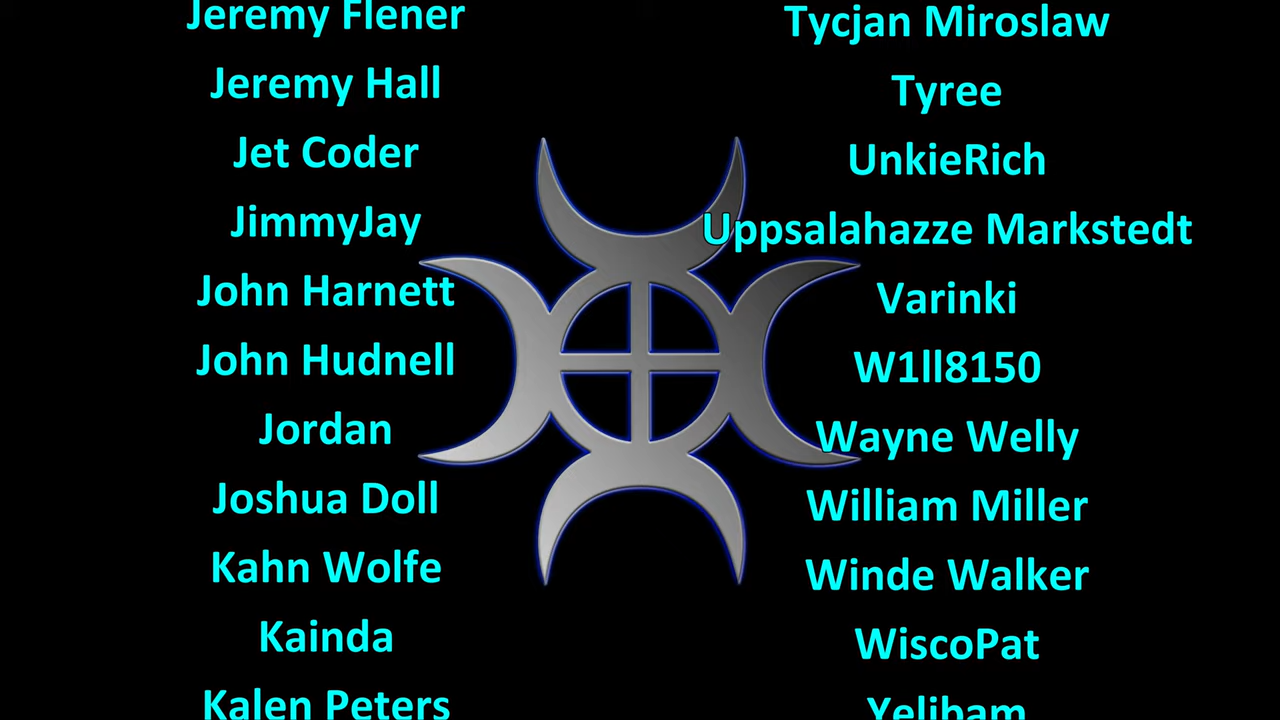 Jeremy Flener
Jeremy Hall
Jet Coder
JimmyJay
John Harnett
John Hudnell
Jordan
Joshua Doll
Kahn Wolfe
Kainda
Kalen Peters
Tycjan Miroslaw
Tyree
UnkieRich
Uppsalahazze Markstedt
Varinki
W1ll8150
Wayne Welly
William Miller
Winde Walker
WiscoPat
Yelibam